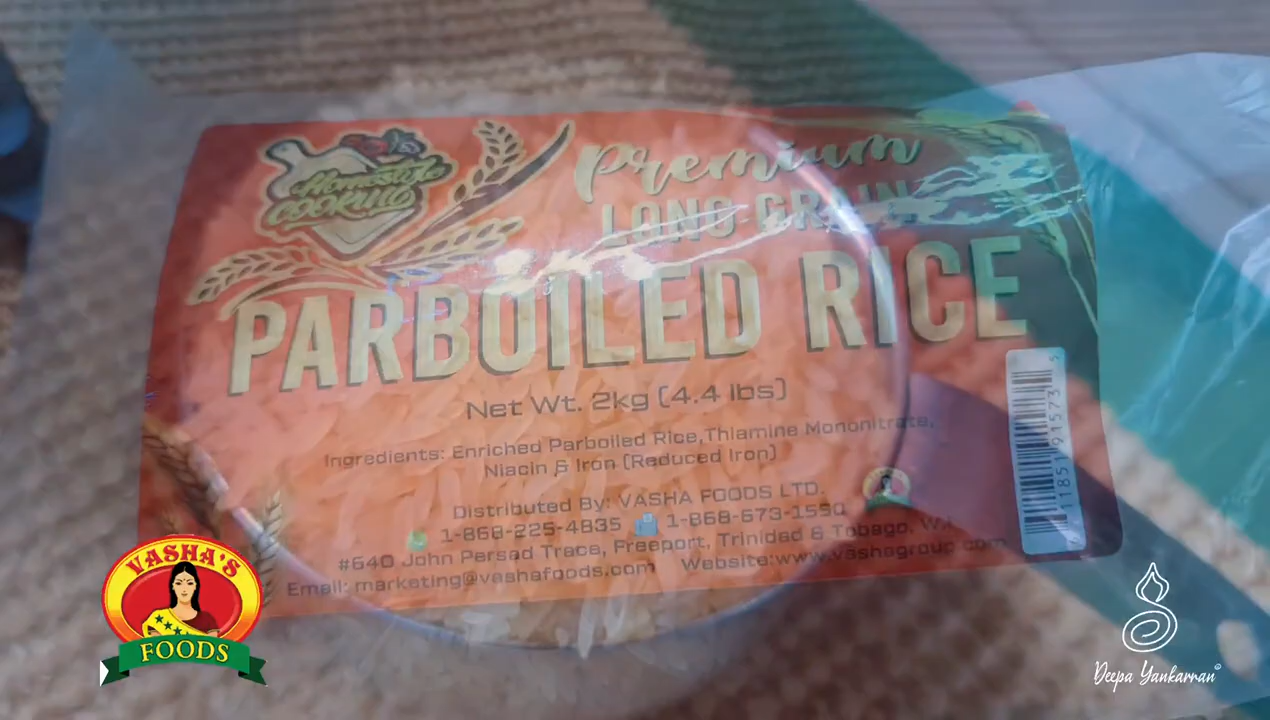 Homestyle
COOKING
Premium
LONG-GRAIN
PARBOILED RICE
Net Wt. 2kg (4.4 lbs)
Ingredients: Enriched Parboiled Rice, Thiamine Mononitrate,
Niacin & Iron (Reduced Iron)
Distributed By: VASHA FOODS LTD.
1-868-225-4835 1-868-673-1590
#640 John Persad Trace, Freeport, Trinidad & Tobago, W.I.
Email: marketing@vashafoods.com Website:www.vashagroup.com
VASHA'S
FOODS
Deepa Yankarran